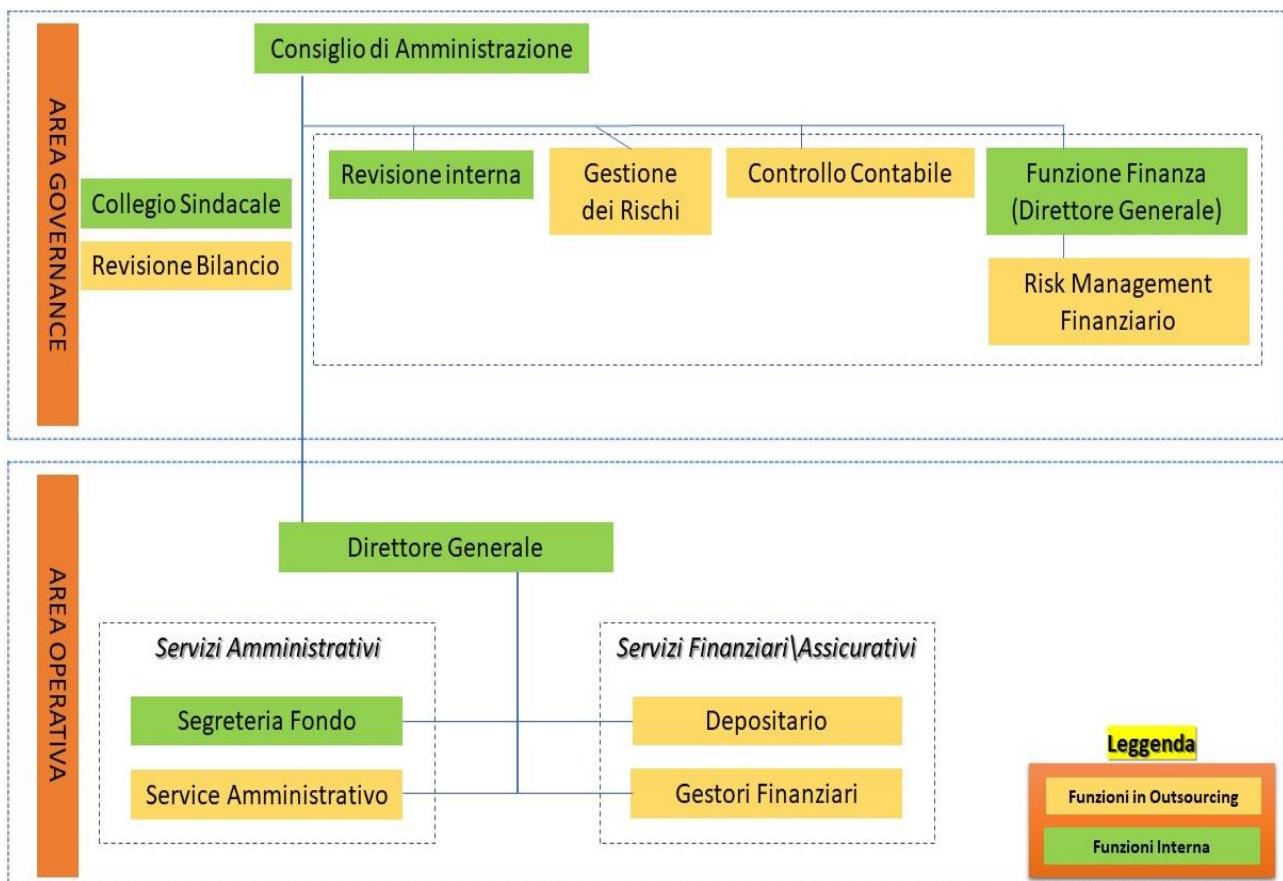 AREA GOVERNANCE
Consiglio di Amministrazione
Revisione interna
Gestione
dei Rischi
Controllo Contabile
Funzione Finanza
(Direttore Generale)
Collegio Sindacale
Revisione Bilancio
Risk Management
Finanziario
AREA OPERATIVA
Direttore Generale
Servizi Amministrativi
Segreteria Fondo
Service Amministrativo
Servizi Finanziari\Assicurativi
Depositario
Gestori Finanziari
Leggenda
Funzioni in Outsourcing
Funzioni Interna